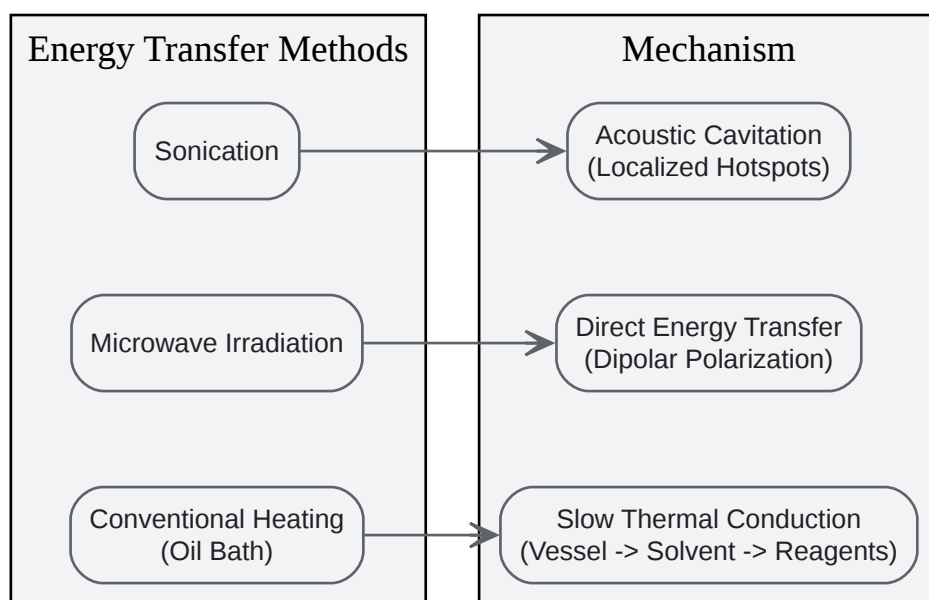 Energy Transfer Methods
Mechanism
Sonication
Acoustic Cavitation
(Localized Hotspots)
Microwave Irradiation
Direct Energy Transfer
(Dipolar Polarization)
Conventional Heating
(Oil Bath)
Slow Thermal Conduction
(Vessel -> Solvent -> Reagents)